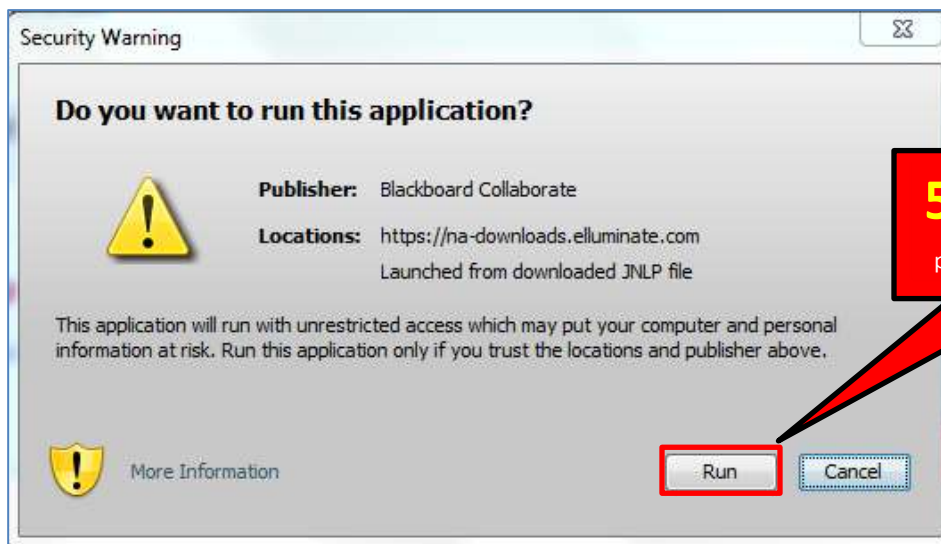 Security Warning
Do you want to run this application?
Publisher: Blackboard Collaborate
Locations: https://na-downloads.elluminate.com
Launched from downloaded JNLP file
5
This application will run with unrestricted access which may put your computer and personal
information at risk. Run this application only if you trust the locations and publisher above.
More Information
Run
Cancel